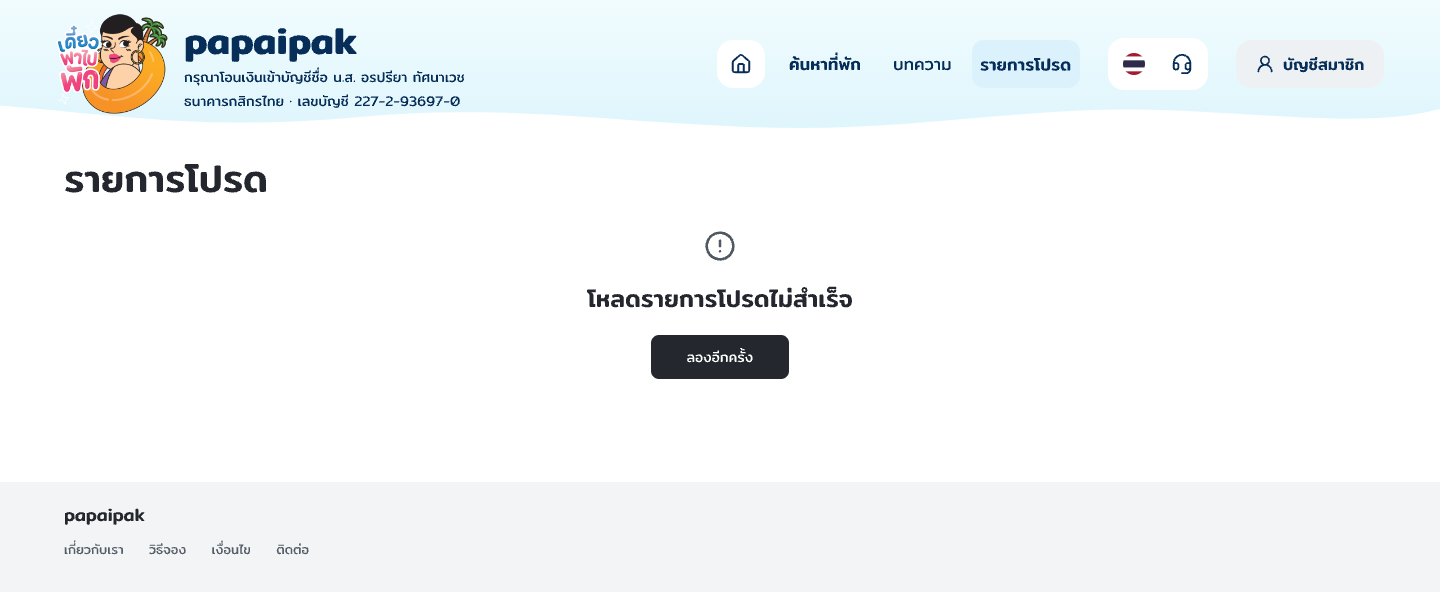 เดี๋ยว
พาไป
พัก
papaipak
กรุณาโอนเงินเข้าบัญชีชื่อ น.ส. อรปรียา ทัศนาเวช
ธนาคารกสิกรไทย · เลขบัญชี 227-2-93697-0
ค้นหาที่พัก
บทความ
รายการโปรด
บัญชีสมาชิก
รายการโปรด
โหลดรายการโปรดไม่สำเร็จ
ลองอีกครั้ง
papaipak
เกี่ยวกับเรา วิธีจอง เงื่อนไข ติดต่อ